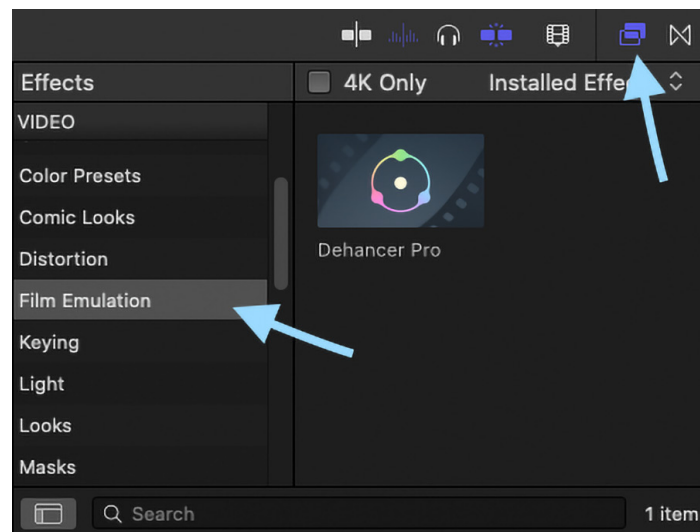 Effects
4K Only
Installed Effe
VIDEO
Color Presets
Comic Looks
Distortion
Film Emulation
Keying
Light
Looks
Masks
Dehancer Pro
Search
1 item